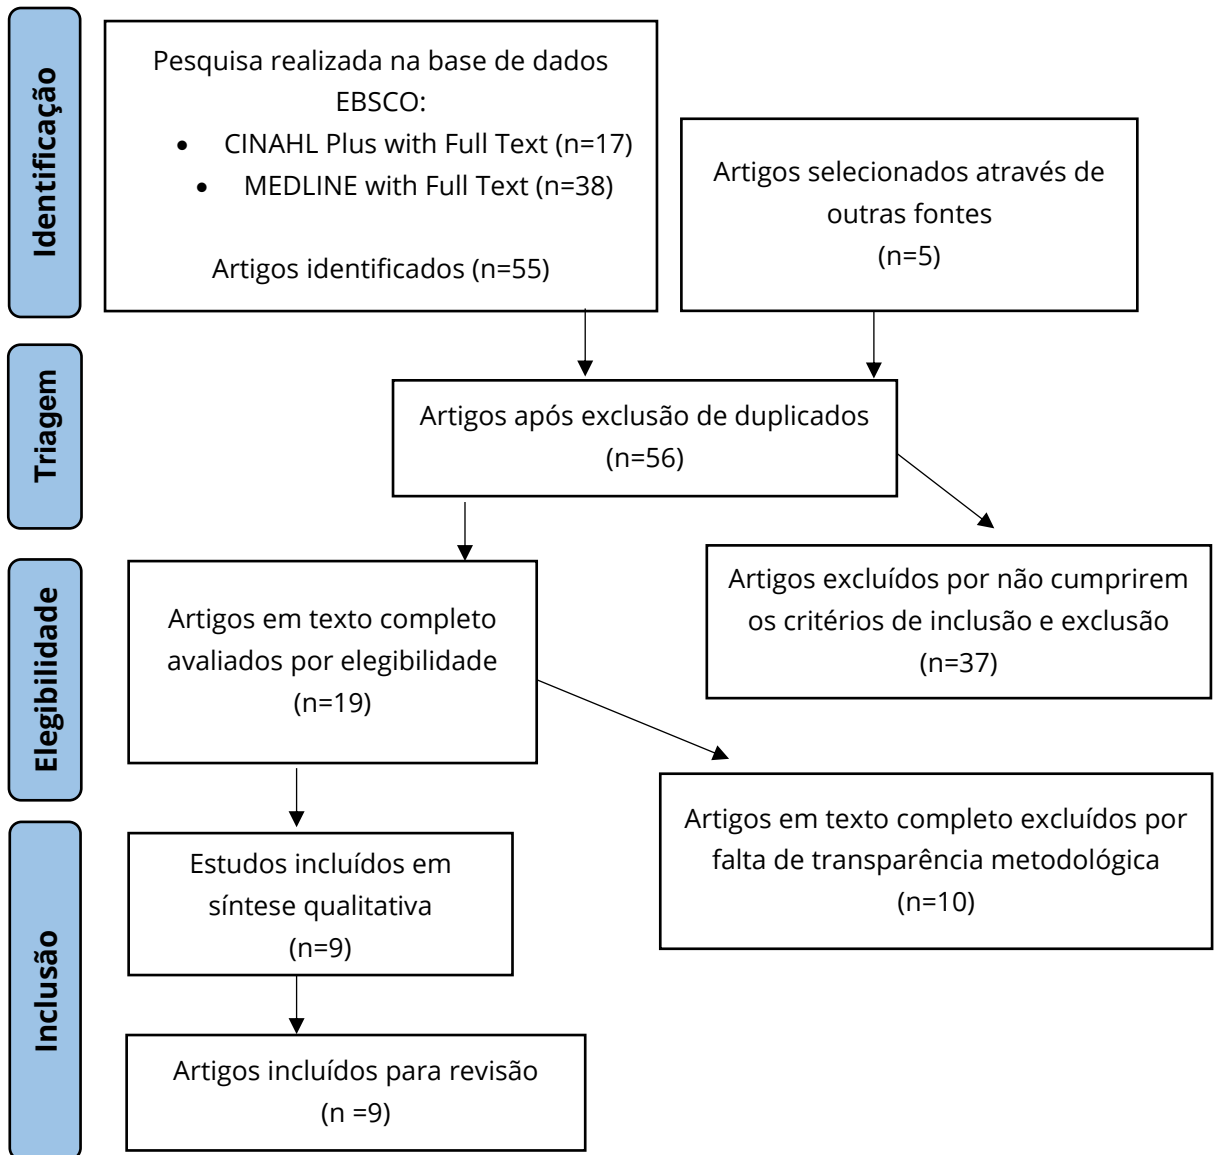 Identificação
Pesquisa realizada na base de dados
EBSCO:
• CINAHL Plus with Full Text (n=17)
• MEDLINE with Full Text (n=38)
Artigos identificados (n=55)
Artigos selecionados através de
outras fontes
(n=5)
Triagem
Artigos após exclusão de duplicados
(n=56)
Elegibilidade
Artigos em texto completo
avaliados por elegibilidade
(n=19)
Artigos excluídos por não cumprirem
os critérios de inclusão e exclusão
(n=37)
Artigos em texto completo excluídos por
falta de transparência metodológica
(n=10)
Inclusão
Estudos incluídos em
síntese qualitativa
(n=9)
Artigos incluídos para revisão
(n =9)